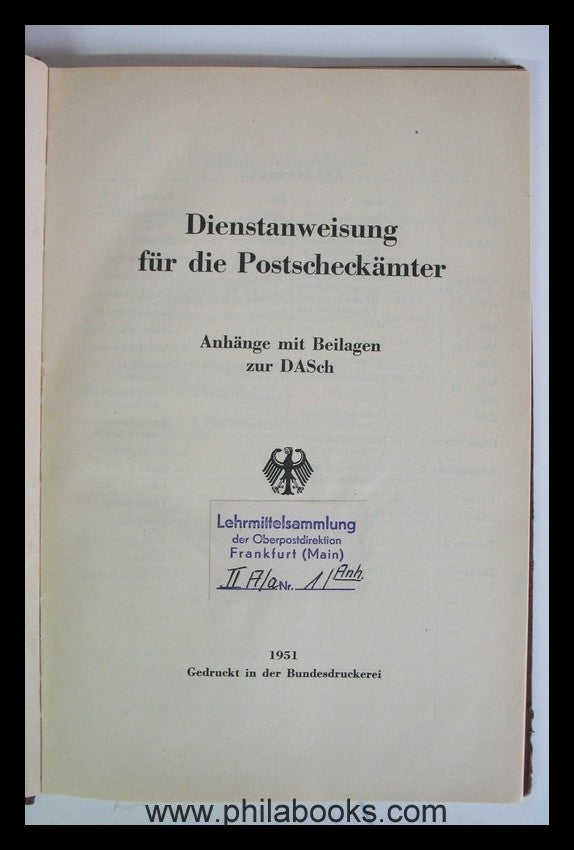 Dienstanweisung
für die Postscheckämter
Anhänge mit Beilagen
zur DASch
Lehrmittelsammlung
der Oberpostdirektion
Frankfurt (Main)
II A/a Nr. 1/Anh.
1951
Gedruckt in der Bundesdruckerei
www.philabooks.com